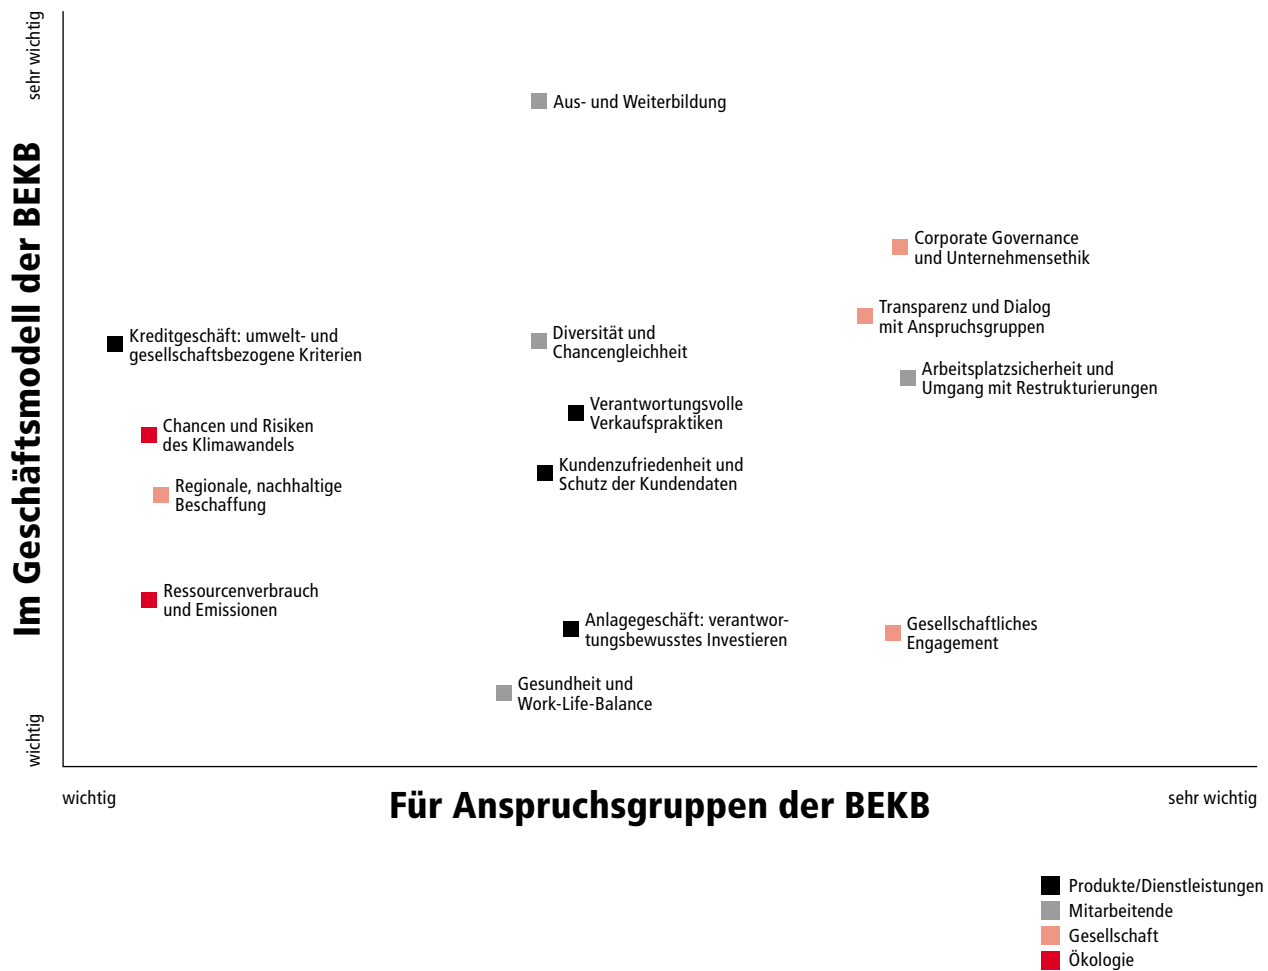 sehr wichtig
Im Geschäftsmodell der BEKB
wichtig
Aus- und Weiterbildung
Corporate Governance
und Unternehmensethik
Transparenz und Dialog
mit Anspruchsgruppen
Kreditgeschäft: umwelt- und
gesellschaftsbezogene Kriterien
Diversität und
Chancengleichheit
Arbeitsplatzsicherheit und
Umgang mit Restrukturierungen
Verantwortungsvolle
Verkaufspraktiken
Chancen und Risiken
des Klimawandels
Kundenzufriedenheit und
Schutz der Kundendaten
Regionale, nachhaltige
Beschaffung
Ressourcenverbrauch
und Emissionen
Anlagegeschäft: verantwor-
tungsbewusstes Investieren
Gesellschaftliches
Engagement
Gesundheit und
Work-Life-Balance
wichtig
Für Anspruchsgruppen der BEKB
sehr wichtig
Produkte/Dienstleistungen
Mitarbeitende
Gesellschaft
Ökologie